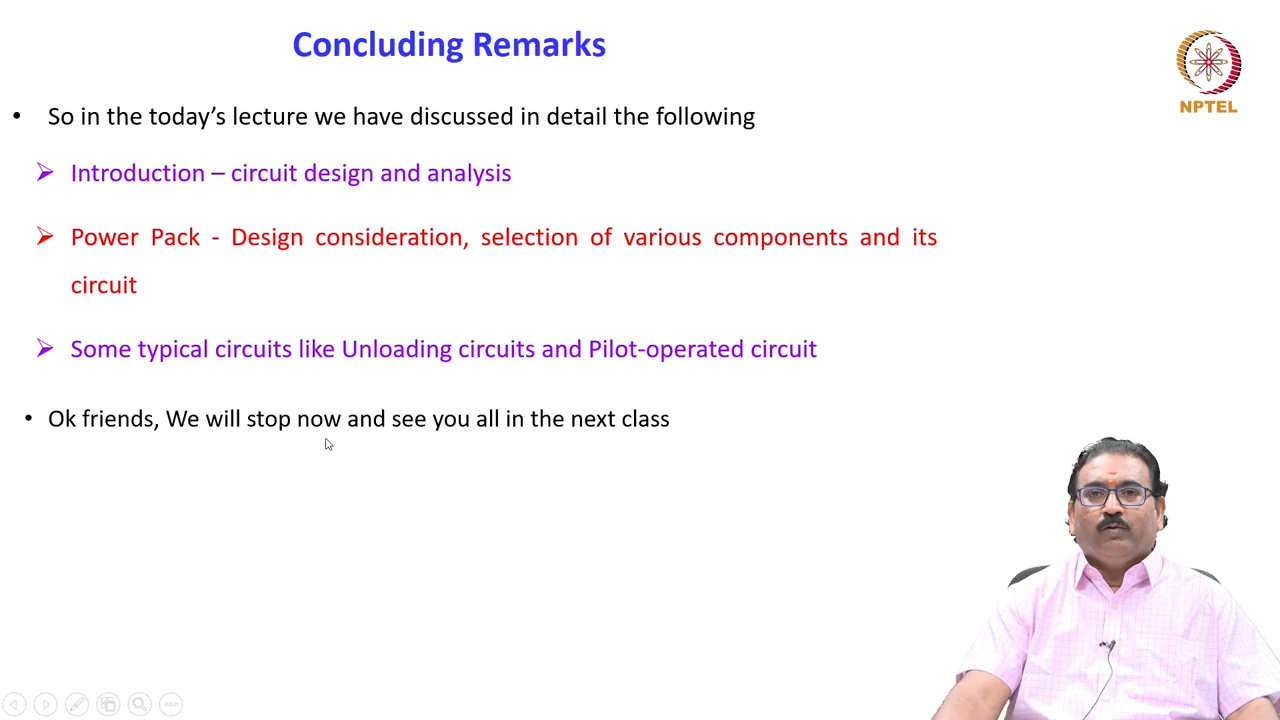 Concluding Remarks
NPTEL
• So in the today’s lecture we have discussed in detail the following
➢ Introduction – circuit design and analysis
➢ Power Pack - Design consideration, selection of various components and its
circuit
➢ Some typical circuits like Unloading circuits and Pilot-operated circuit
• Ok friends, We will stop now and see you all in the next class